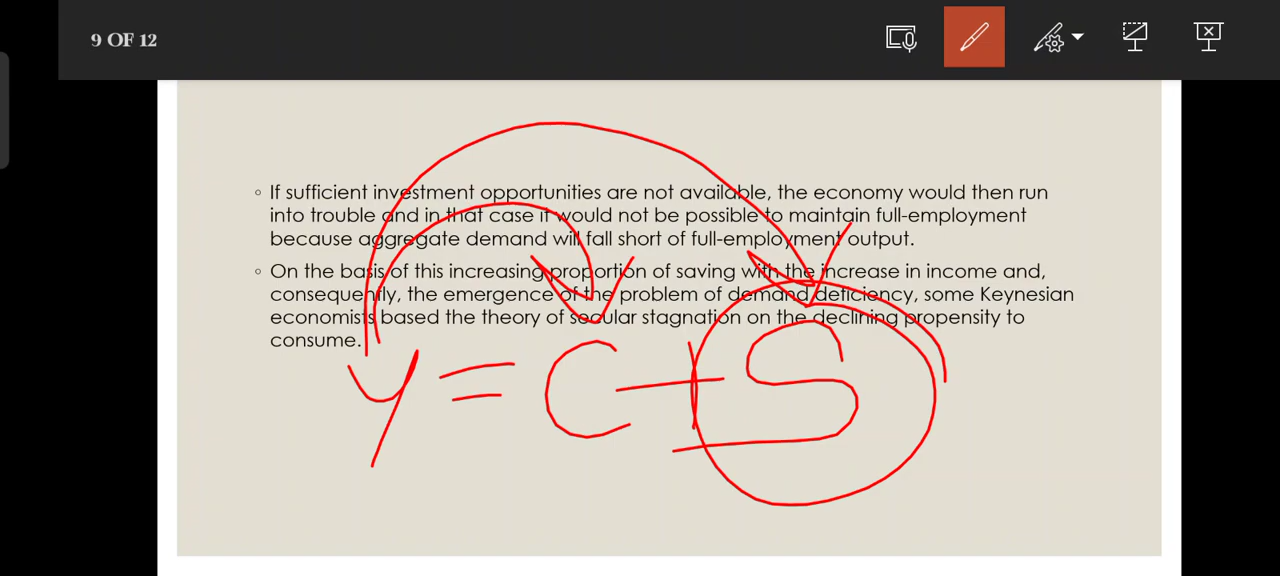 9 OF 12
◦ If sufficient investment opportunities are not available, the economy would then run
into trouble and in that case it would not be possible to maintain full-employment
because aggregate demand will fall short of full-employment output.
◦ On the basis of this increasing proportion of saving with the increase in income and,
consequently, the emergence of the problem of demand deficiency, some Keynesian
economists based the theory of secular stagnation on the declining propensity to
consume.
y = C + S